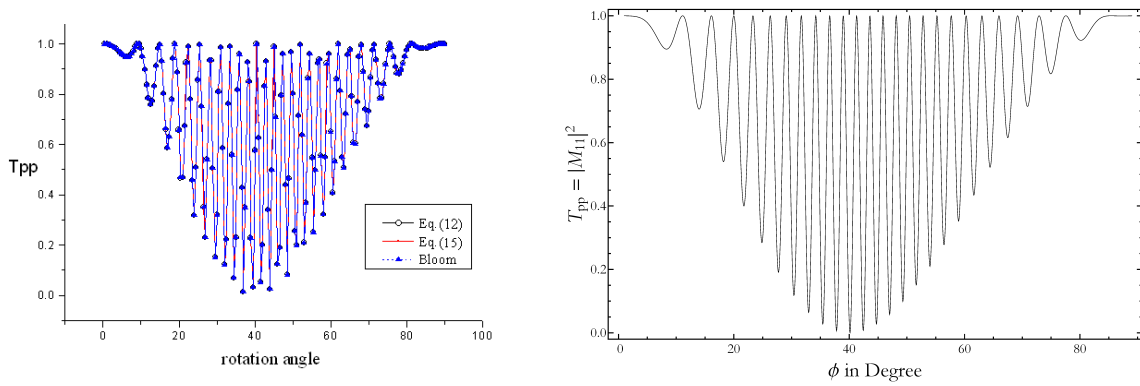 1.0
0.8
0.6
0.4
0.2
0.0
Tpp
Eq.(12)
Eq.(15)
Bloom
0 20 40 60 80 100
rotation angle
1.0
0.8
0.6
0.4
0.2
0.0
T_pp = |M_11|^2
0 20 40 60 80
ϕ in Degree